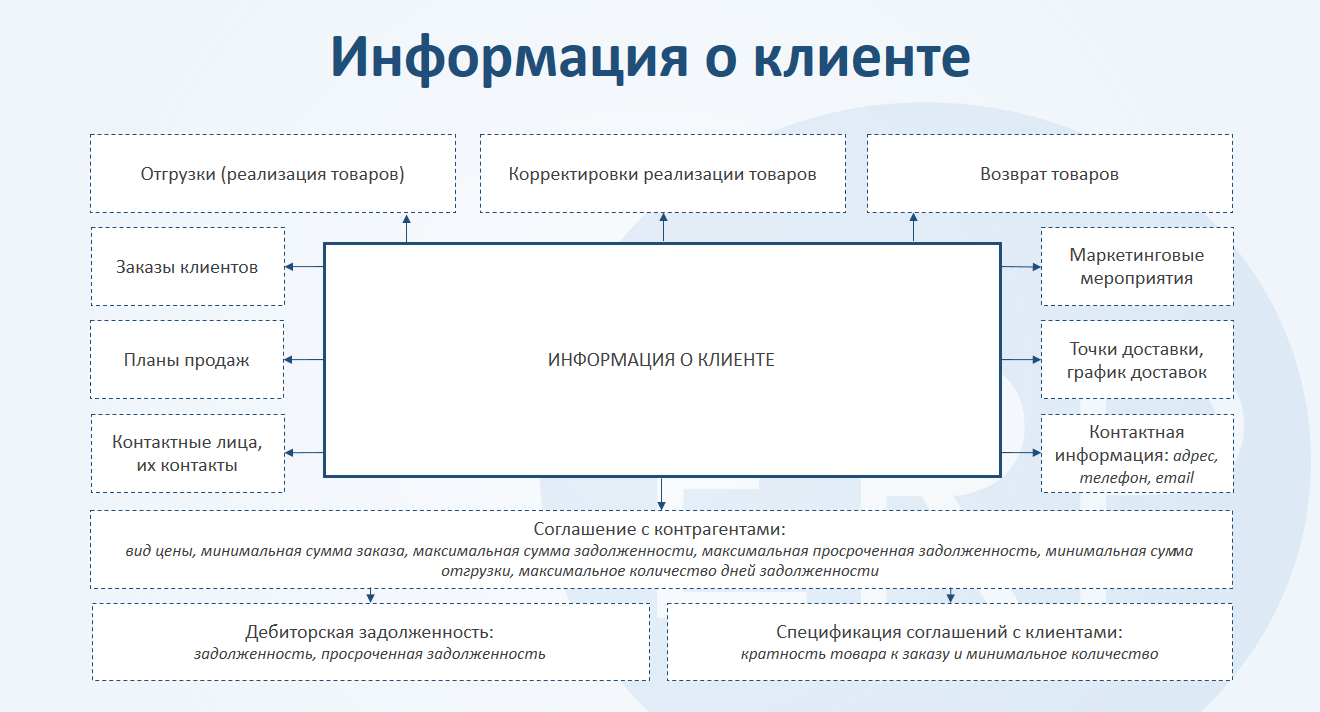 Информация о клиенте
Отгрузки (реализация товаров)
Корректировки реализации товаров
Возврат товаров
Заказы клиентов
Маркетинговые
мероприятия
ИНФОРМАЦИЯ О КЛИЕНТЕ
Планы продаж
Точки доставки,
график доставок
Контактные лица,
их контакты
Контактная
информация: адрес,
телефон, email
Соглашение с контрагентами:
вид цены, минимальная сумма заказа, максимальная сумма задолженности, максимальная просроченная задолженность, минимальная сумма
отгрузки, максимальное количество дней задолженности
Дебиторская задолженность:
задолженность, просроченная задолженность
Спецификация соглашений с клиентами:
кратность товара к заказу и минимальное количество